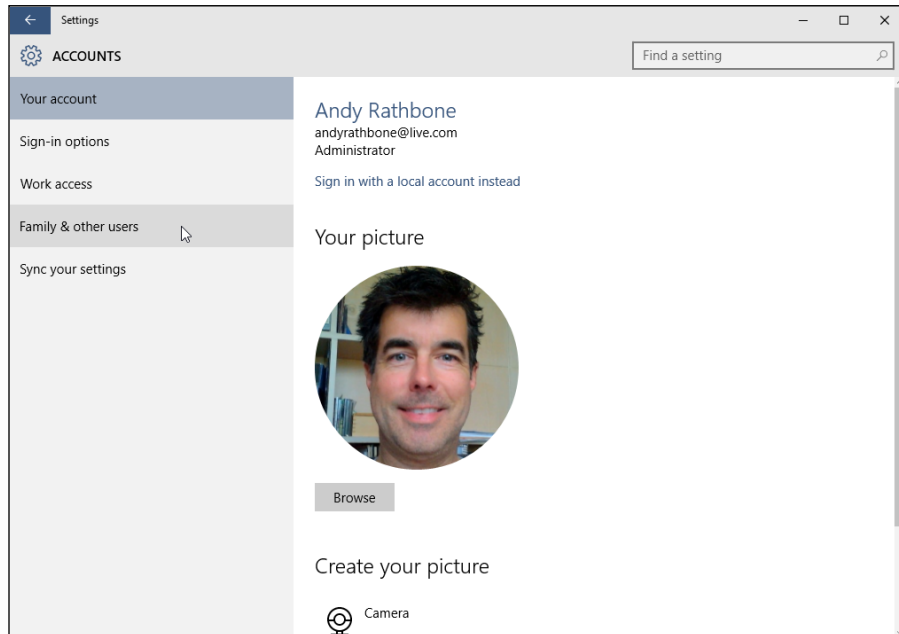 Settings
ACCOUNTS
Find a setting
Your account
Sign-in options
Work access
Family & other users
Sync your settings
Andy Rathbone
andyrathbone@live.com
Administrator
Sign in with a local account instead
Your picture
Browse
Create your picture
Camera